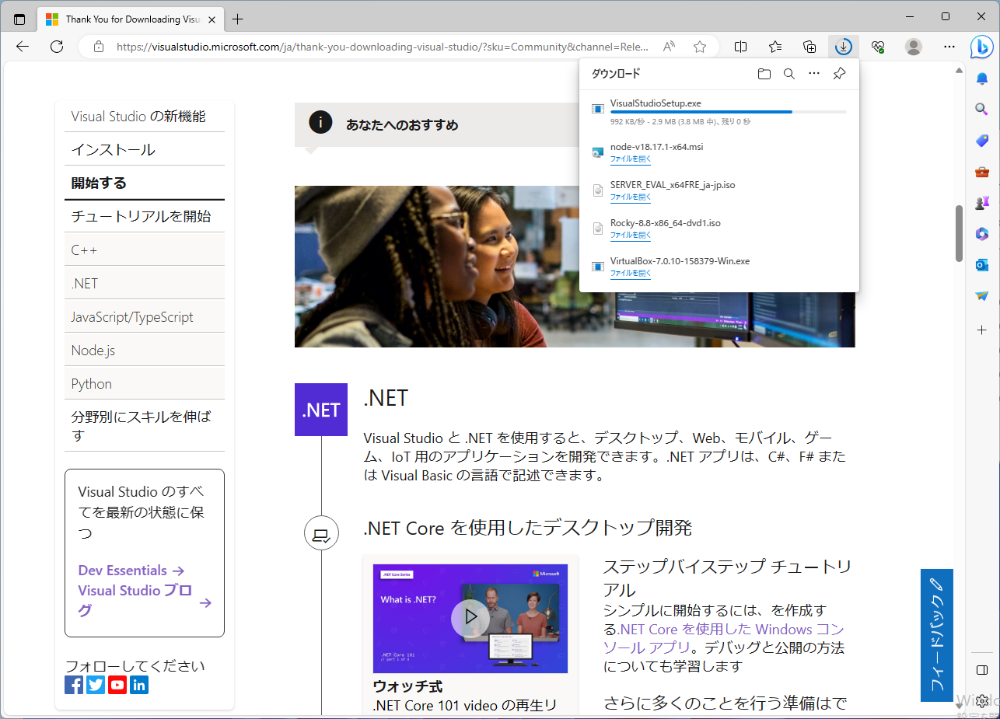 Thank You for Downloading Visu
https://visualstudio.microsoft.com/ja/thank-you-downloading-visual-studio/?sku=Community&channel=Rele...
ダウンロード
VisualStudioSetup.exe
992 KB/秒 - 2.9 MB (3.8 MB 中)、残り 0 秒
node-v18.17.1-x64.msi
ファイルを開く
SERVER_EVAL_x64FRE_ja-jp.iso
ファイルを開く
Rocky-8.8-x86_64-dvd1.iso
ファイルを開く
VirtualBox-7.0.10-158379-Win.exe
ファイルを開く
Visual Studio の新機能
インストール
開始する
チュートリアルを開始
C++
.NET
JavaScript/TypeScript
Node.js
Python
分野別にスキルを伸ば
す
Visual Studio のすべ
てを最新の状態に保
つ
Dev Essentials →
Visual Studio ブロ
グ →
フォローしてください
あなたへのおすすめ
.NET
.NET
Visual Studio と .NET を使用すると、デスクトップ、Web、モバイル、ゲー
ム、IoT 用のアプリケーションを開発できます。.NET アプリは、C#、F# また
は Visual Basic の言語で記述できます。
.NET Core を使用したデスクトップ開発
.NET Core Series
Microsoft
What is .NET?
.NET Core 101
// part 1 of 8
ウォッチ式
.NET Core 101 video の再生リ
ステップバイステップ チュートリ
アル
シンプルに開始するには、を作成す
る.NET Core を使用した Windows コン
ソール アプリ。デバッグと公開の方法
についても学習します
さらに多くのことを行う準備はで
フィードバック
Windo
設定を開